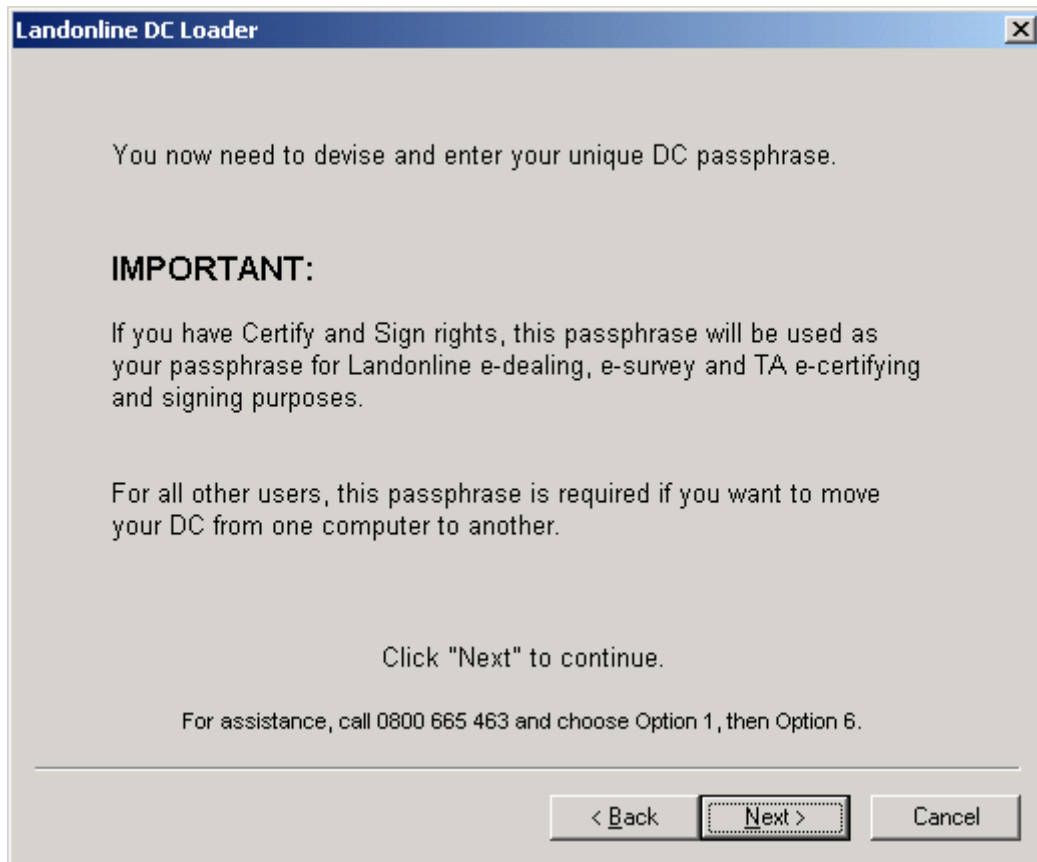 Landonline DC Loader
You now need to devise and enter your unique DC passphrase.
IMPORTANT:
If you have Certify and Sign rights, this passphrase will be used as
your passphrase for Landonline e-dealing, e-survey and TA e-certifying
and signing purposes.
For all other users, this passphrase is required if you want to move
your DC from one computer to another.
Click "Next" to continue.
For assistance, call 0800 665 463 and choose Option 1, then Option 6.
< Back Next > Cancel